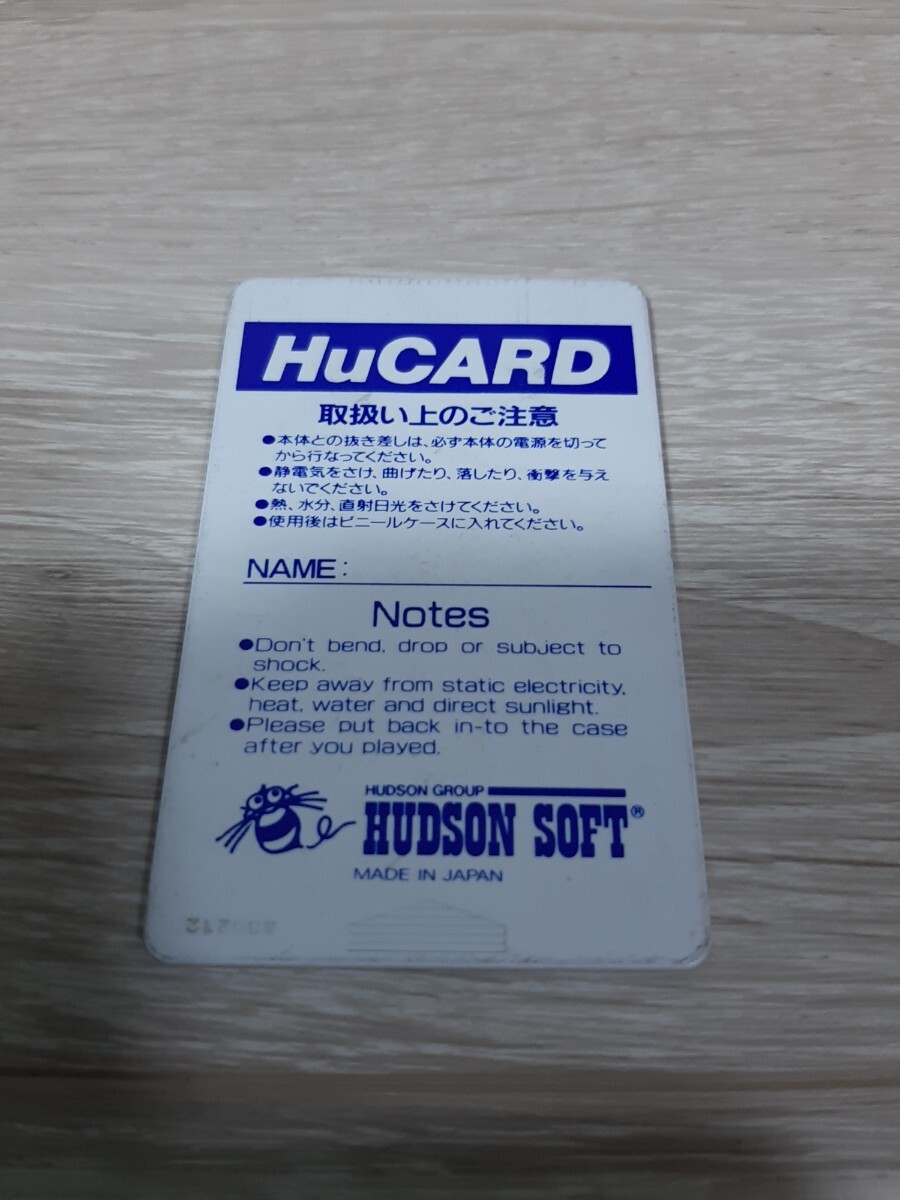 HuCARD
取扱い上のご注意
●本体との抜き差しは、必ず本体の電源を切って
から行なってください。
●静電気をさけ、曲げたり、落したり、衝撃を与え
ないでください。
●熱、水分、直射日光をさけてください。
●使用後はビニールケースに入れてください。
NAME:
Notes
●Don't bend, drop or subject to
shock.
●Keep away from static electricity,
heat, water and direct sunlight.
●Please put back in-to the case
after you played.
HUDSON GROUP
HUDSON SOFT®
MADE IN JAPAN